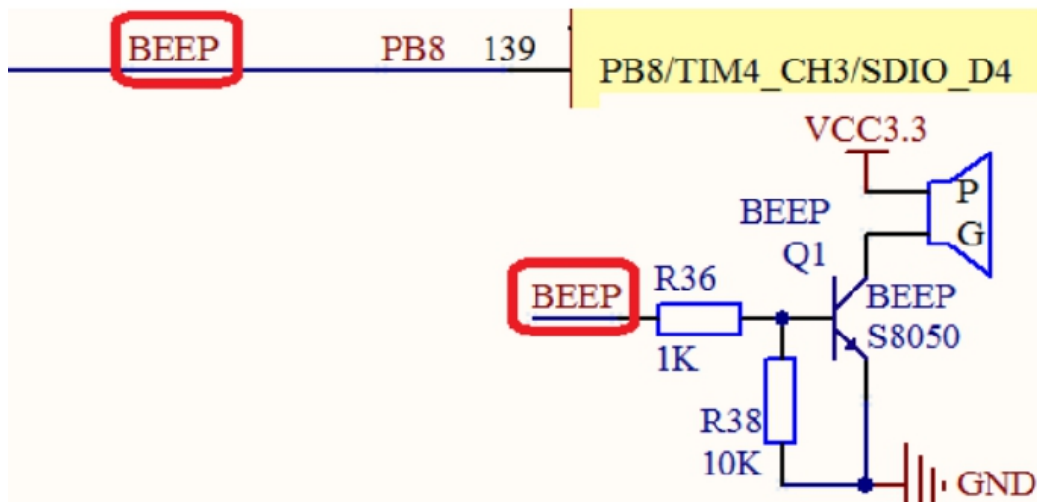 BEEP PB8 139
PB8/TIM4_CH3/SDIO_D4
VCC3.3
P
BEEP
G
Q1
BEEP R36 BEEP
S8050
1K
R38
10K
GND